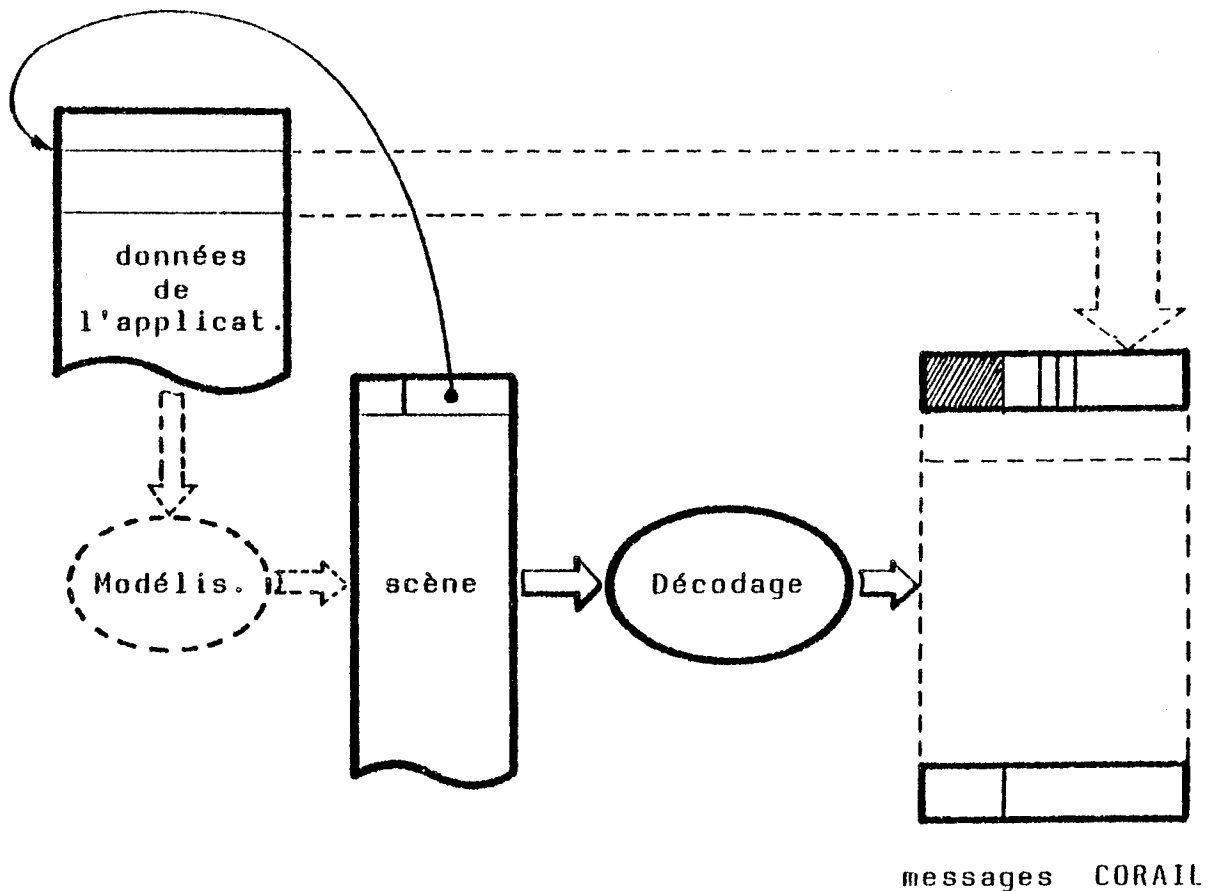 données
de
l'applicat.
Modélis.
scène
Décodage
messages CORAIL